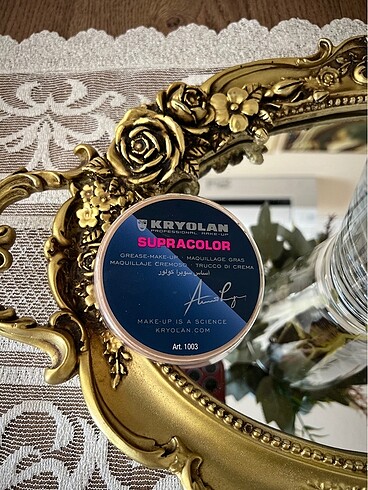 KRYOLAN
PROFESSIONAL MAKE-UP
SUPRACOLOR
GREASE-MAKE-UP · MAQUILLAGE GRAS
MAQUILLAJE CREMOSO · TRUCCO DI CREMA
أساس سوبرا كولور
MAKE-UP IS A SCIENCE
KRYOLAN.COM
Art. 1003